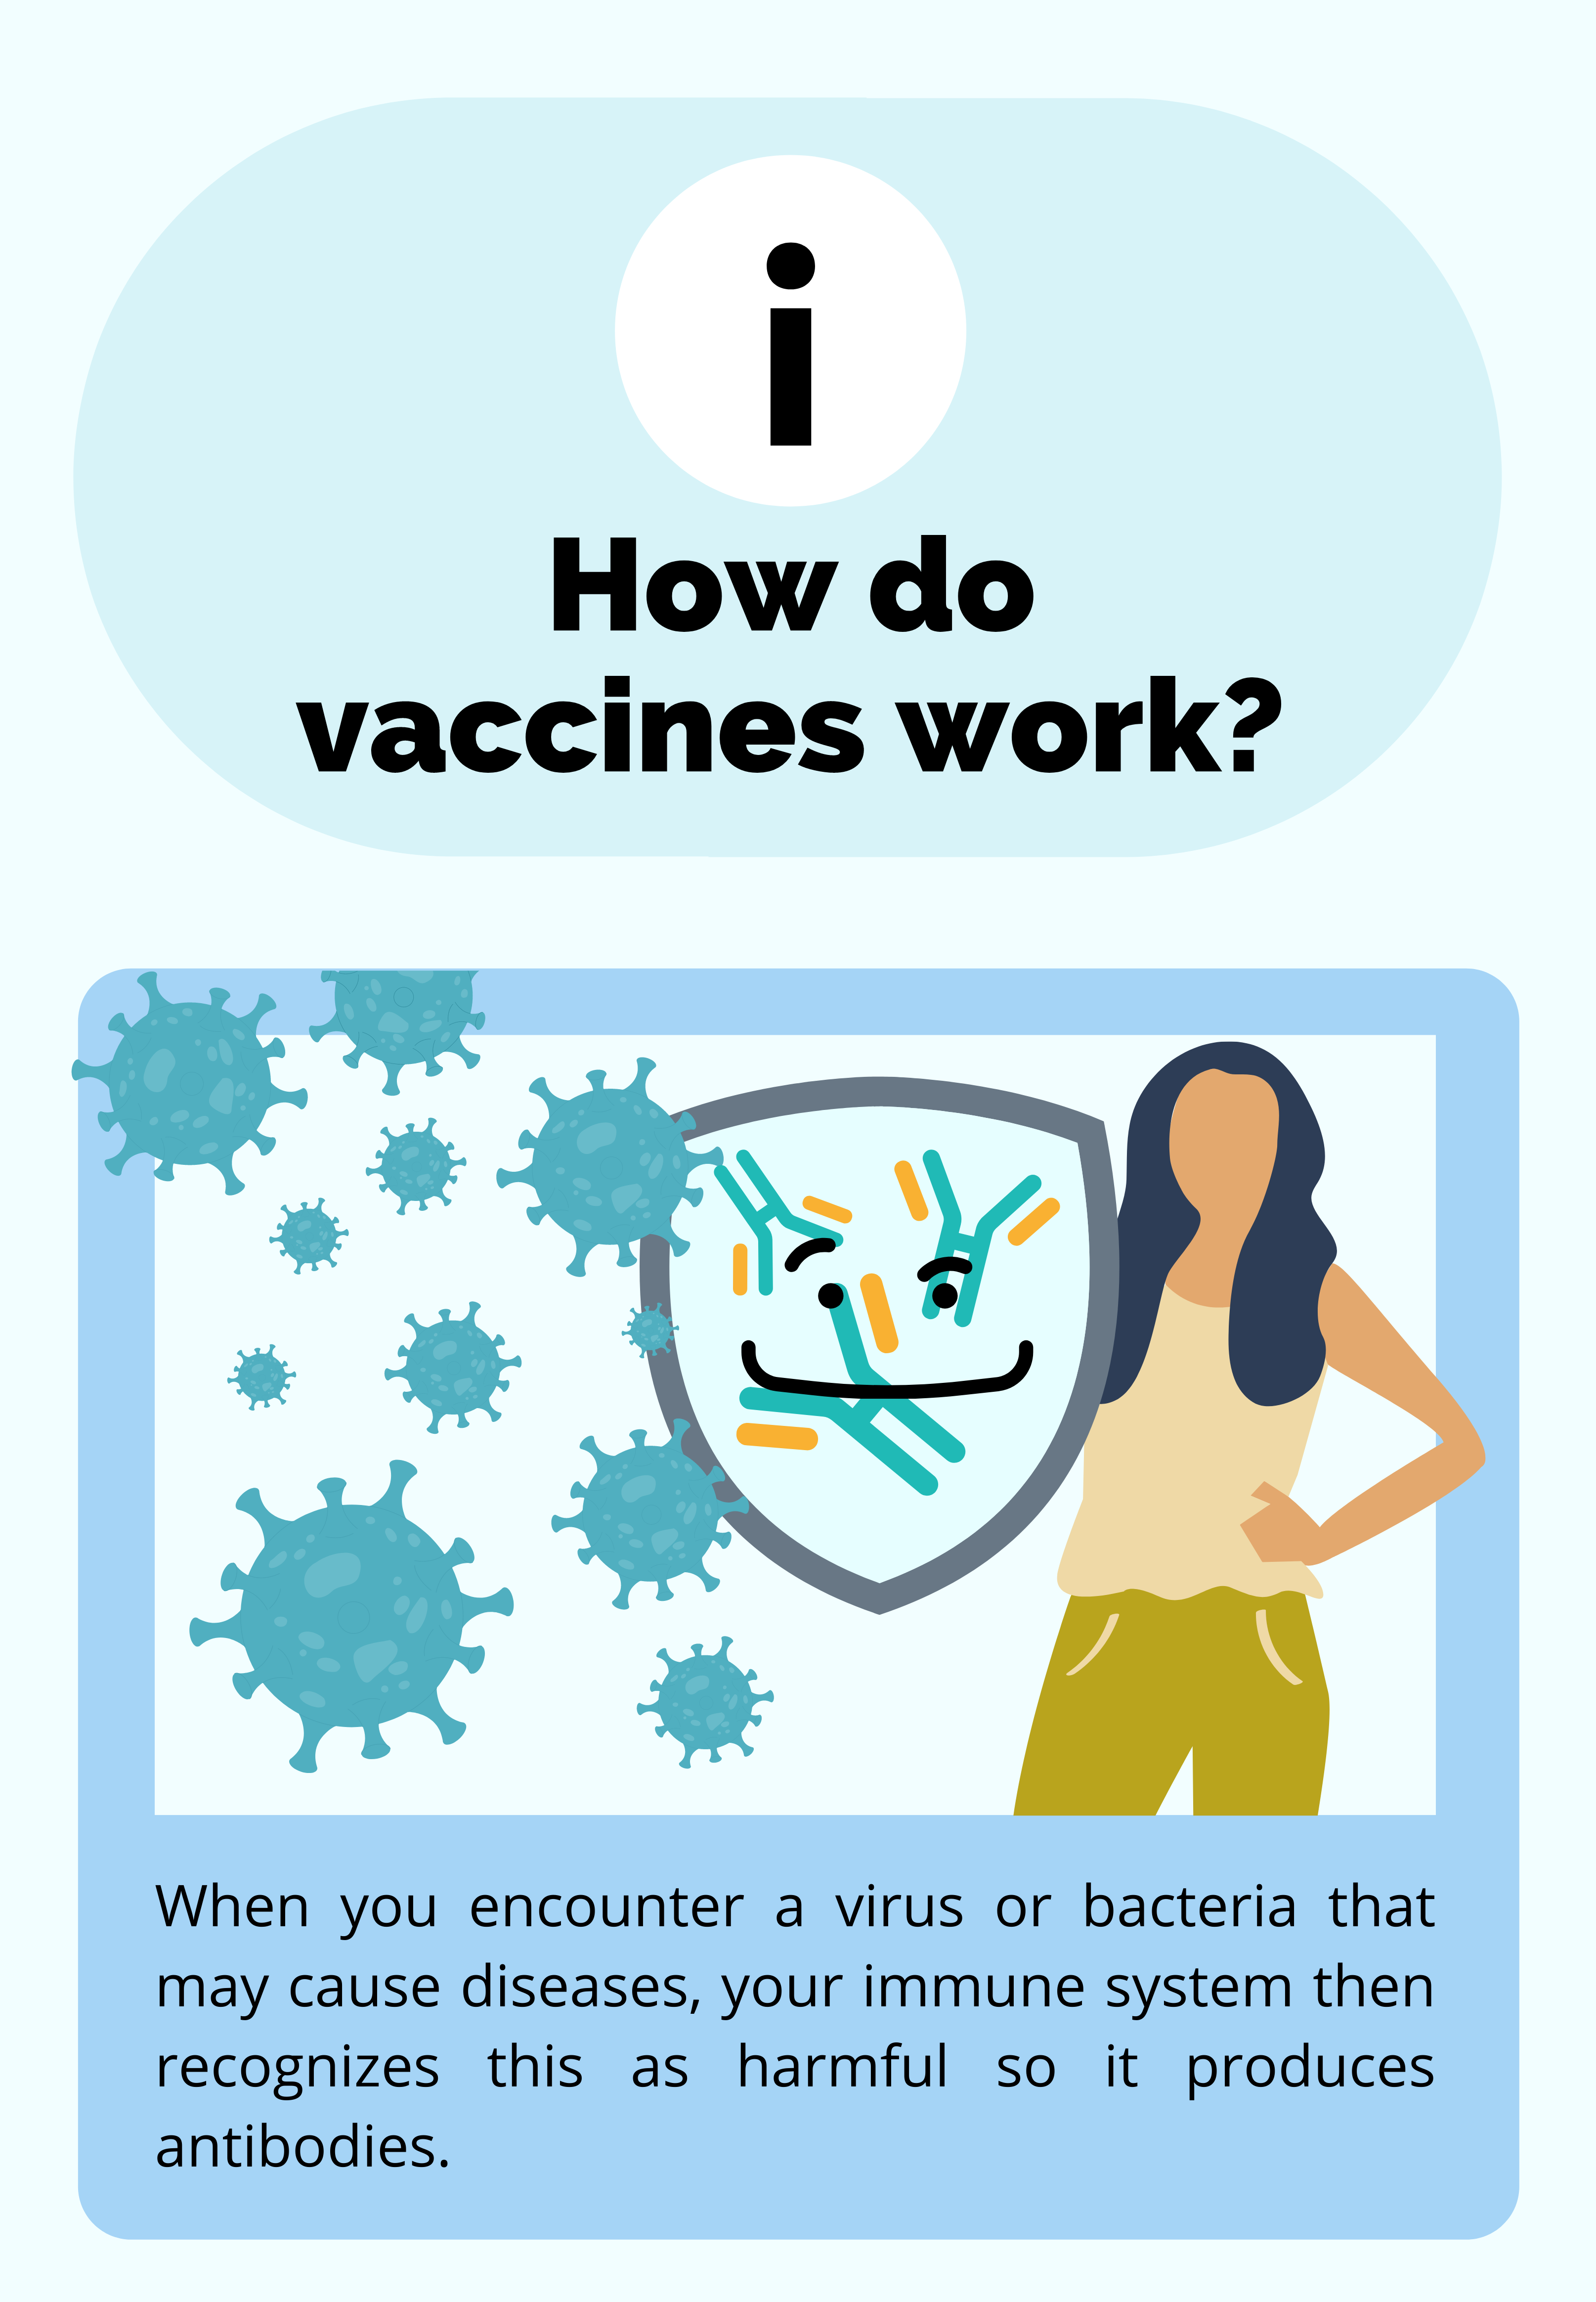 i
How do
vaccines work?
When you encounter a virus or bacteria that
may cause diseases, your immune system then
recognizes this as harmful so it produces
antibodies.